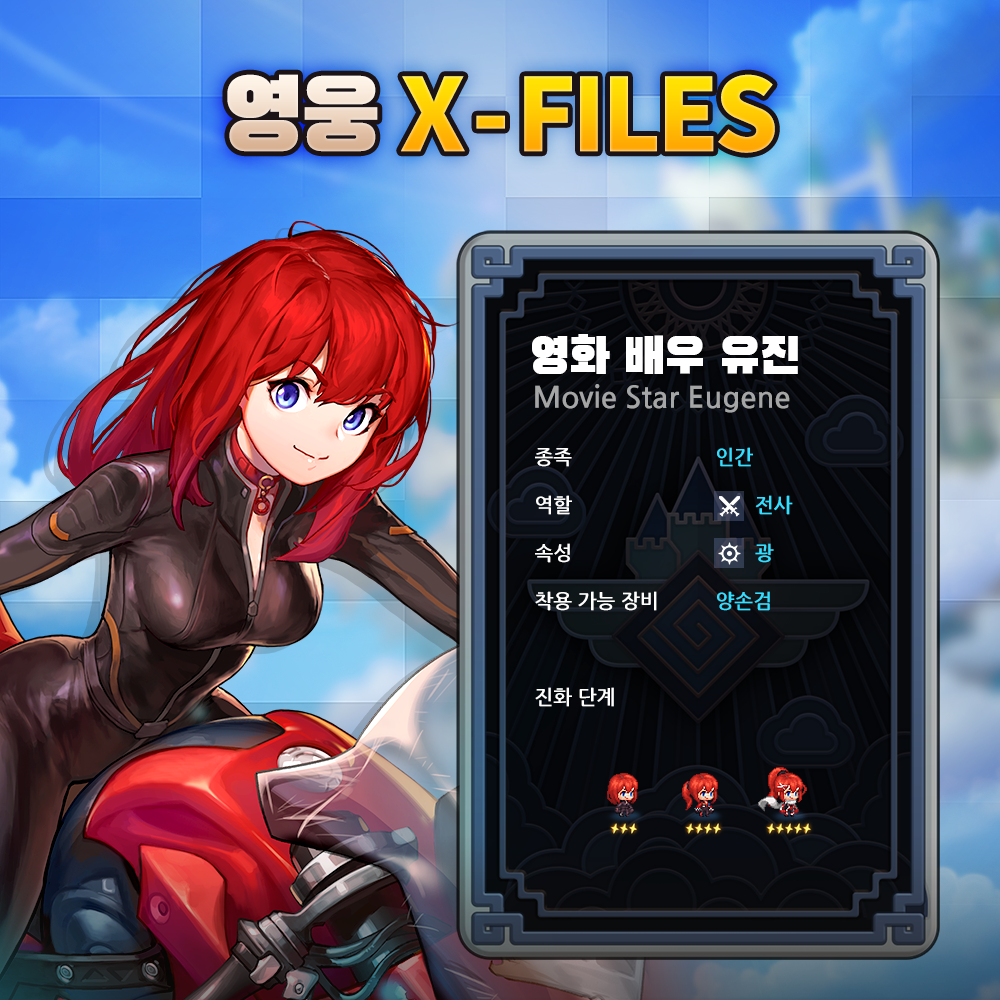 영웅 X-FILES
영화 배우 유진
Movie Star Eugene
종족 인간
역할 전사
속성 광
착용 가능 장비 양손검
진화 단계